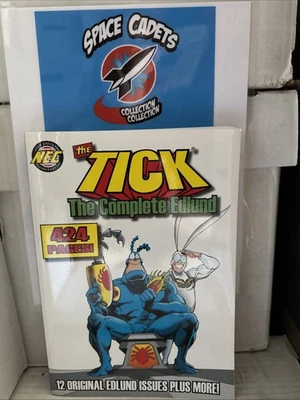 SPACE CADETS
COLLECTION
COLLECTION
NEC
the
TICK
The Complete Edlund
424
PAGES!
12 ORIGINAL EDLUND ISSUES PLUS MORE!